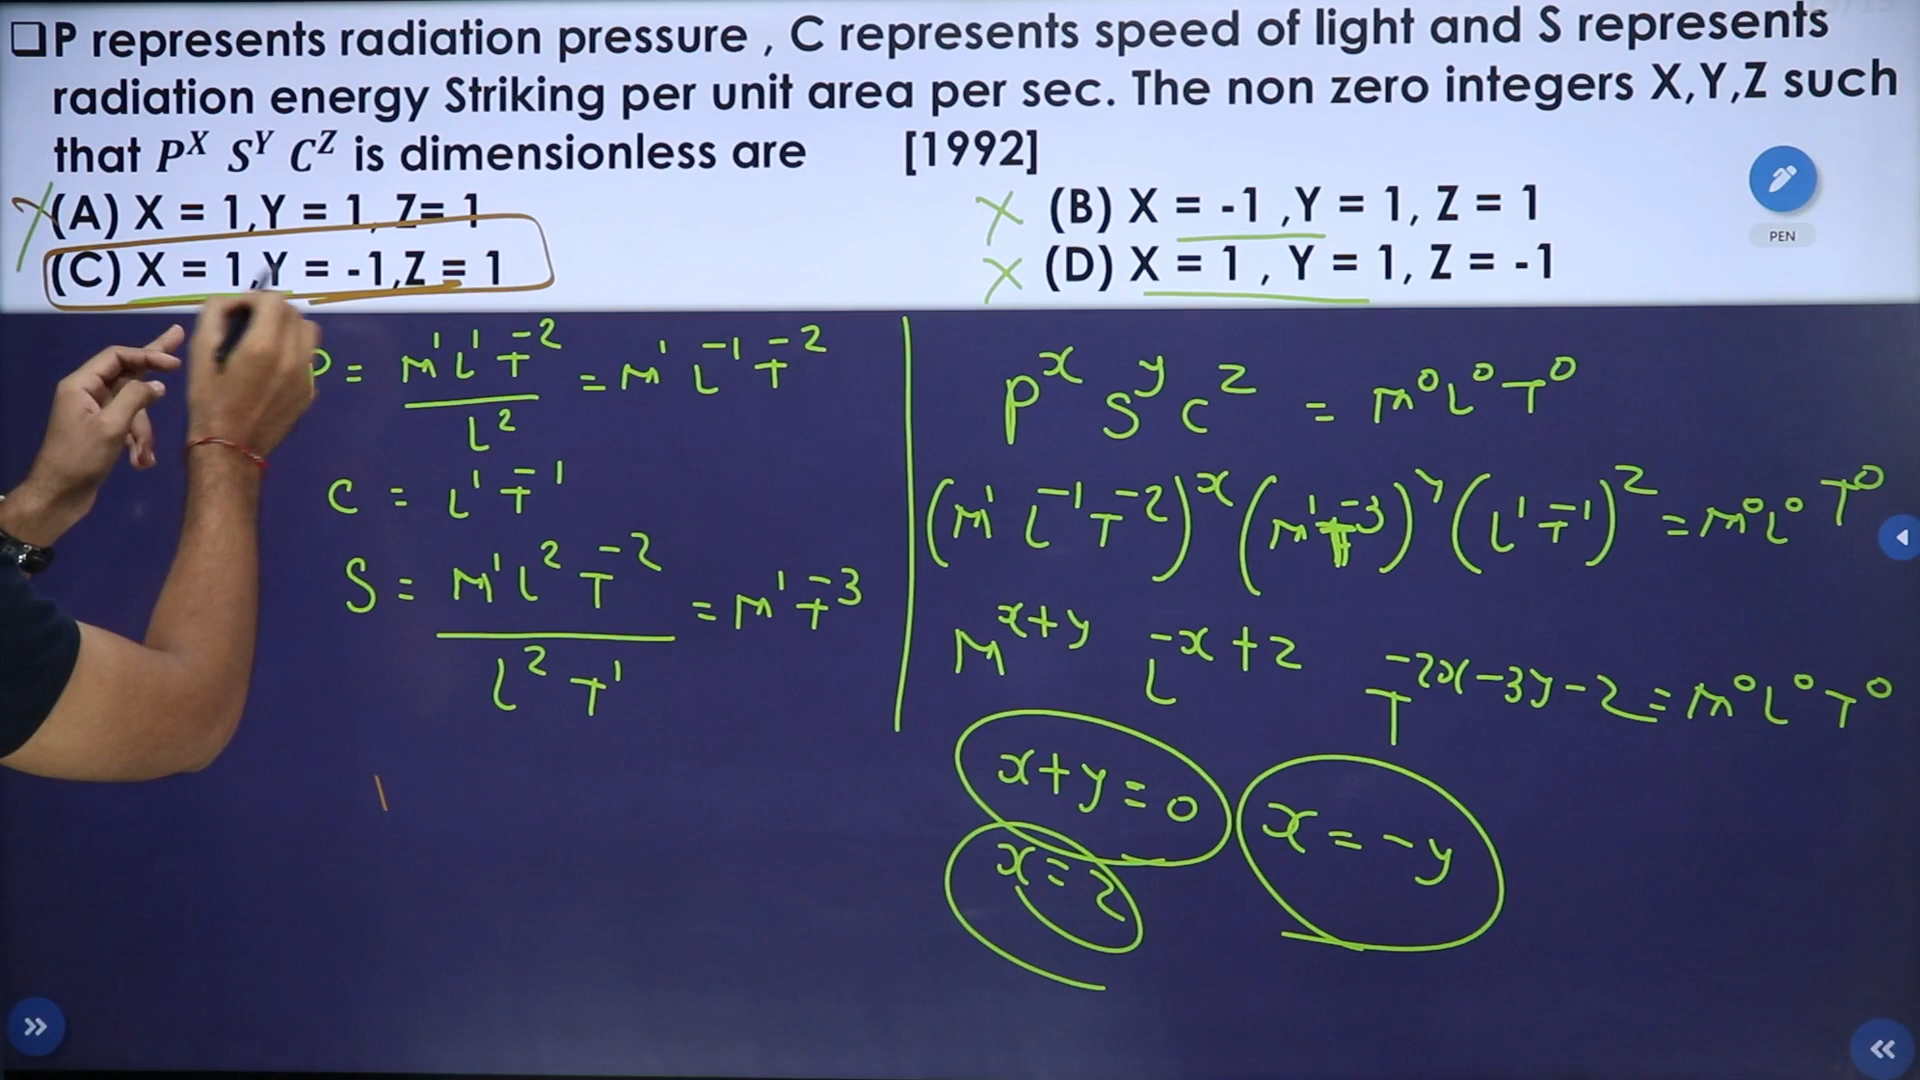 ❑P represents radiation pressure , C represents speed of light and S represents
radiation energy Striking per unit area per sec. The non zero integers X,Y,Z such
that P^X S^Y C^Z is dimensionless are [1992]
(A) X = 1,Y = 1, Z= 1 (B) X = -1 ,Y = 1, Z = 1
(C) X = 1,Y = -1,Z = 1 (D) X = 1 , Y = 1, Z = -1
PEN
P = M¹L¹T⁻² / L² = M¹ L⁻¹ T⁻²
C = L¹T⁻¹
S = M¹L²T⁻² / L²T¹ = M¹T⁻³
P^x S^y C^z = M⁰L⁰T⁰
(M¹L⁻¹T⁻²)^x (M¹T⁻³)^y (L¹T⁻¹)^z = M⁰L⁰T⁰
M^x+y L^-x+z T^-2x-3y-z = M⁰L⁰T⁰
x+y=0
x=-y
x=z